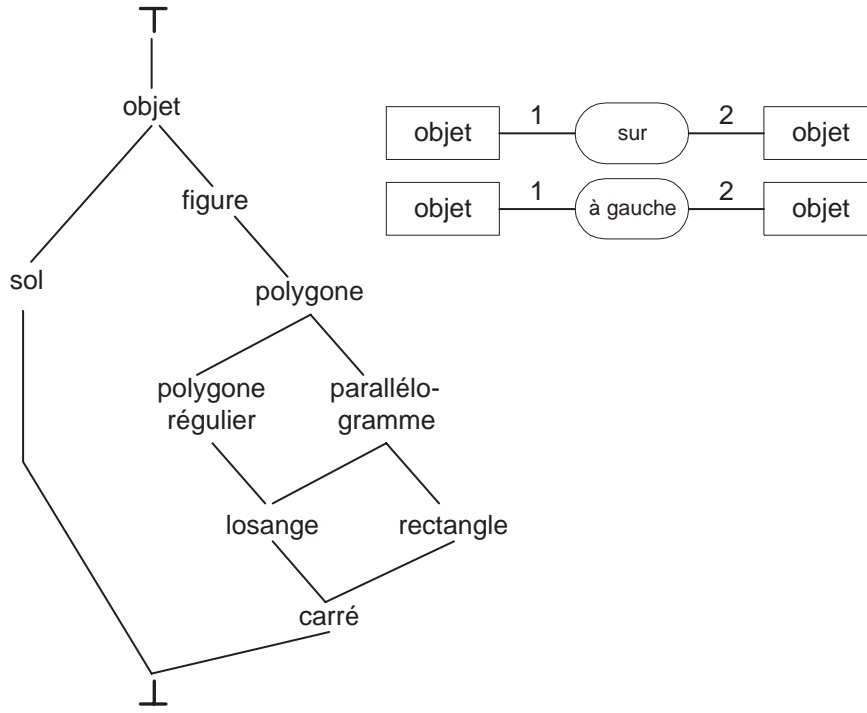 ⊤
objet
figure
sol
polygone
polygone
régulier
parallélo-
gramme
losange
rectangle
carré
⊥
objet 1 sur 2 objet
objet 1 à gauche 2 objet